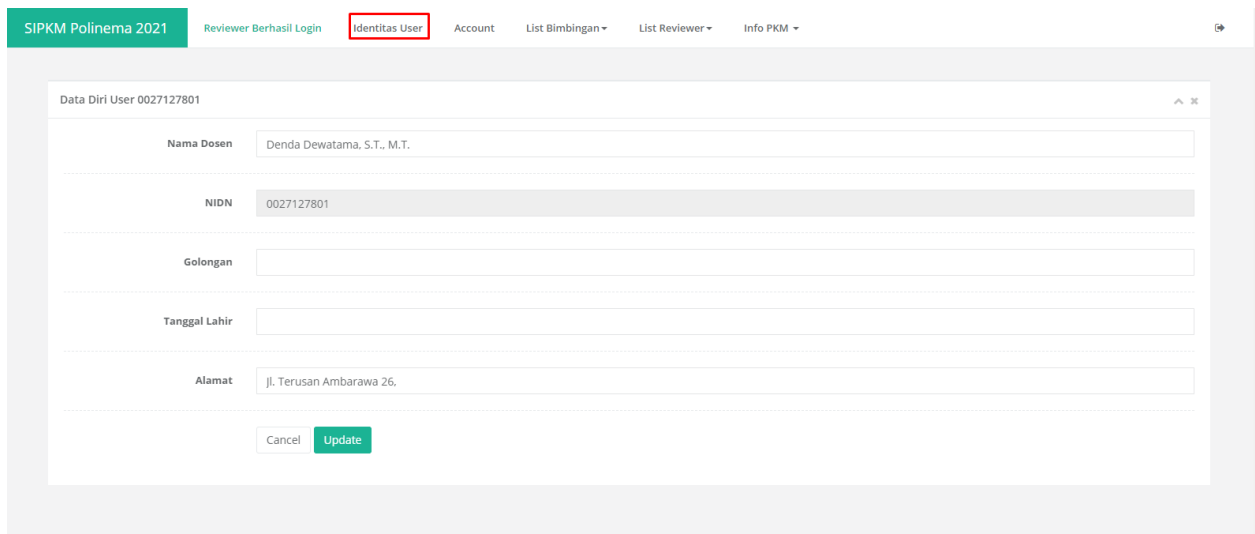 SIPKM Polinema 2021 Reviewer Berhasil Login Identitas User Account List Bimbingan List Reviewer Info PKM
Data Diri User 0027127801
Nama Dosen Denda Dewatama, S.T., M.T.
NIDN 0027127801
Golongan
Tanggal Lahir
Alamat Jl. Terusan Ambarawa 26,
Cancel Update